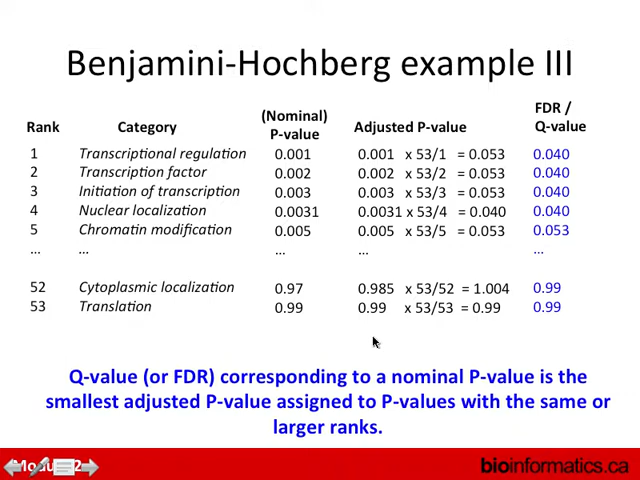 Benjamini-Hochberg example III
Rank Category (Nominal) P-value Adjusted P-value FDR / Q-value
1 Transcriptional regulation 0.001 0.001 x 53/1 = 0.053 0.040
2 Transcription factor 0.002 0.002 x 53/2 = 0.053 0.040
3 Initiation of transcription 0.003 0.003 x 53/3 = 0.053 0.040
4 Nuclear localization 0.0031 0.0031 x 53/4 = 0.040 0.040
5 Chromatin modification 0.005 0.005 x 53/5 = 0.053 0.053
... ... ... ... ...
52 Cytoplasmic localization 0.97 0.985 x 53/52 = 1.004 0.99
53 Translation 0.99 0.99 x 53/53 = 0.99 0.99
Q-value (or FDR) corresponding to a nominal P-value is the
smallest adjusted P-value assigned to P-values with the same or
larger ranks.
bioinformatics.ca